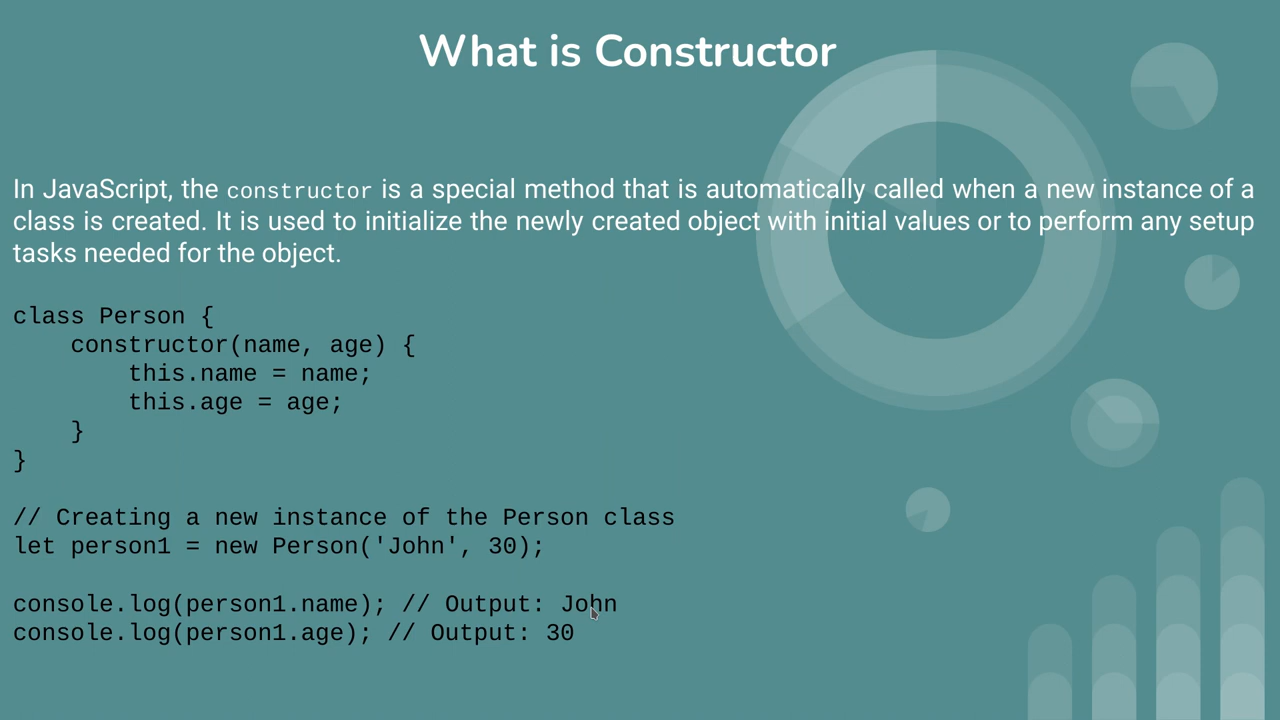 What is Constructor
In JavaScript, the constructor is a special method that is automatically called when a new instance of a
class is created. It is used to initialize the newly created object with initial values or to perform any setup
tasks needed for the object.
class Person {
    constructor(name, age) {
        this.name = name;
        this.age = age;
    }
}
// Creating a new instance of the Person class
let person1 = new Person('John', 30);
console.log(person1.name); // Output: John
console.log(person1.age); // Output: 30